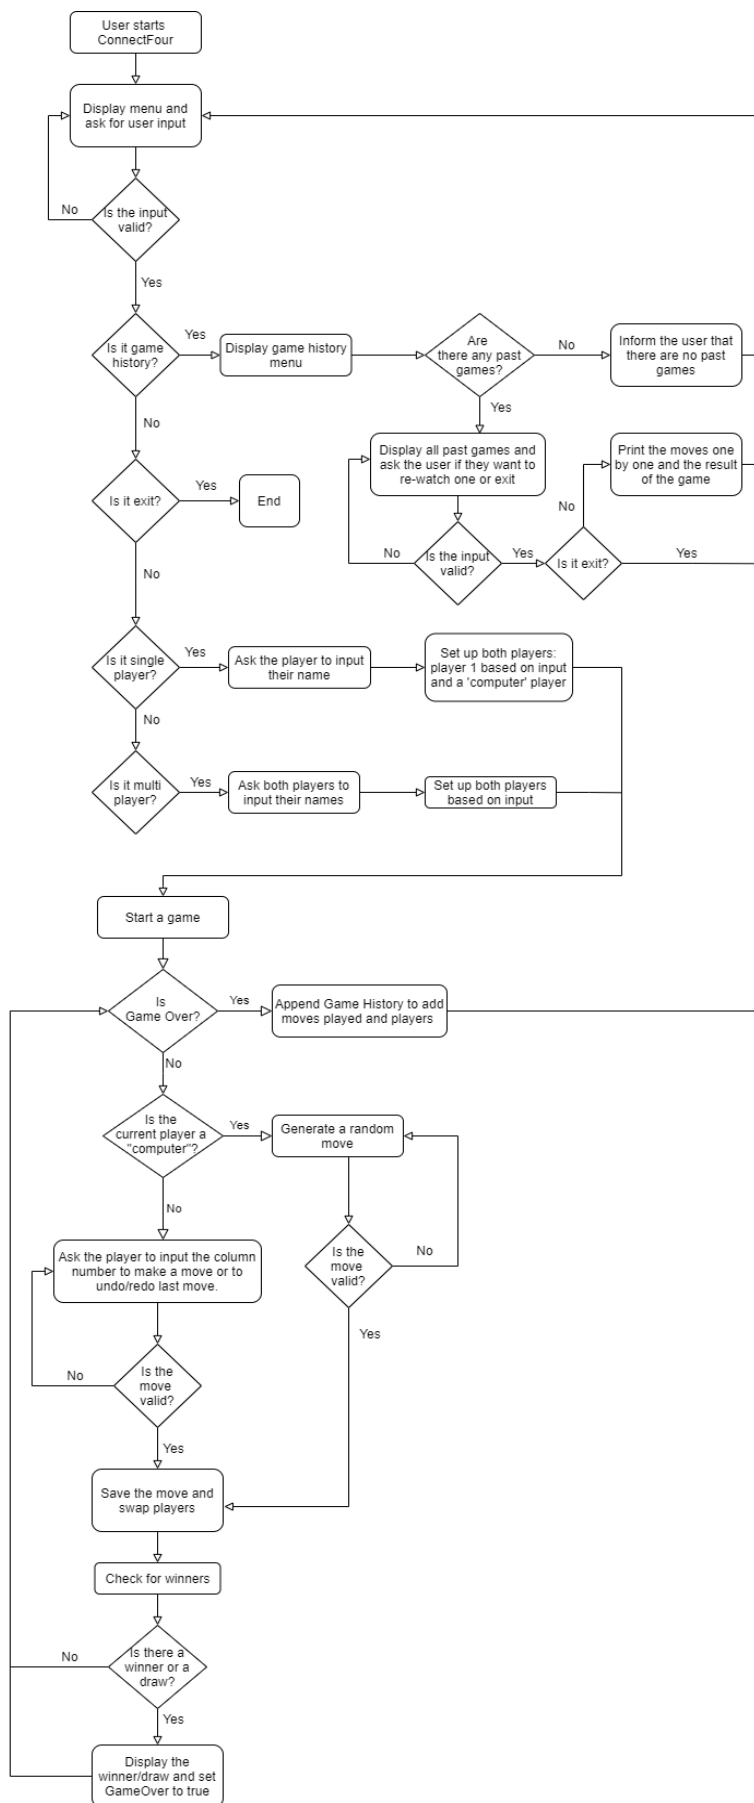 User starts
ConnectFour
Display menu and
ask for user input
No
Is the input
valid?
Yes
Is it game
history?
Yes
Display game history
menu
Are
there any past
games?
No
Inform the user that
there are no past
games
Yes
No
Display all past games and
ask the user if they want to
re-watch one or exit
Print the moves one
by one and the result
of the game
Is it exit?
Yes
End
No
No
Is the input
valid?
Yes
Is it exit?
Yes
No
Is it single
player?
Yes
Ask the player to input
their name
Set up both players:
player 1 based on input
and a 'computer' player
No
Is it multi
player?
Yes
Ask both players to
input their names
Set up both players
based on input
Start a game
Is
Game Over?
Yes
Append Game History to add
moves played and players
No
Is the
current player a
"computer"?
Yes
Generate a random
move
No
Ask the player to input the column
number to make a move or to
undo/redo last move.
Is the
move
valid?
No
Yes
No
Is the
move
valid?
Yes
Save the move and
swap players
Check for winners
No
Is there a
winner or a
draw?
Yes
Display the
winner/draw and set
GameOver to true